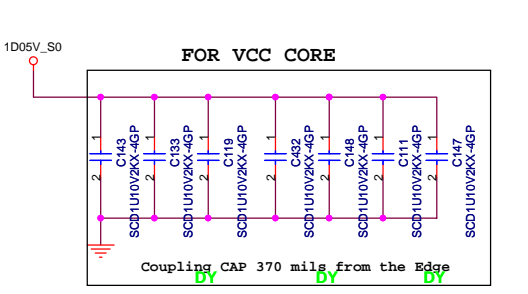 1D05V_S0
FOR VCC CORE
1
2
C143
SCD1U10V2KX-4GP
1
2
C133
SCD1U10V2KX-4GP
1
2
C119
SCD1U10V2KX-4GP
1
2
C432
SCD1U10V2KX-4GP
1
2
C148
SCD1U10V2KX-4GP
1
2
C111
SCD1U10V2KX-4GP
1
2
C147
SCD1U10V2KX-4GP
Coupling CAP 370 mils from the Edge
DY
DY
DY